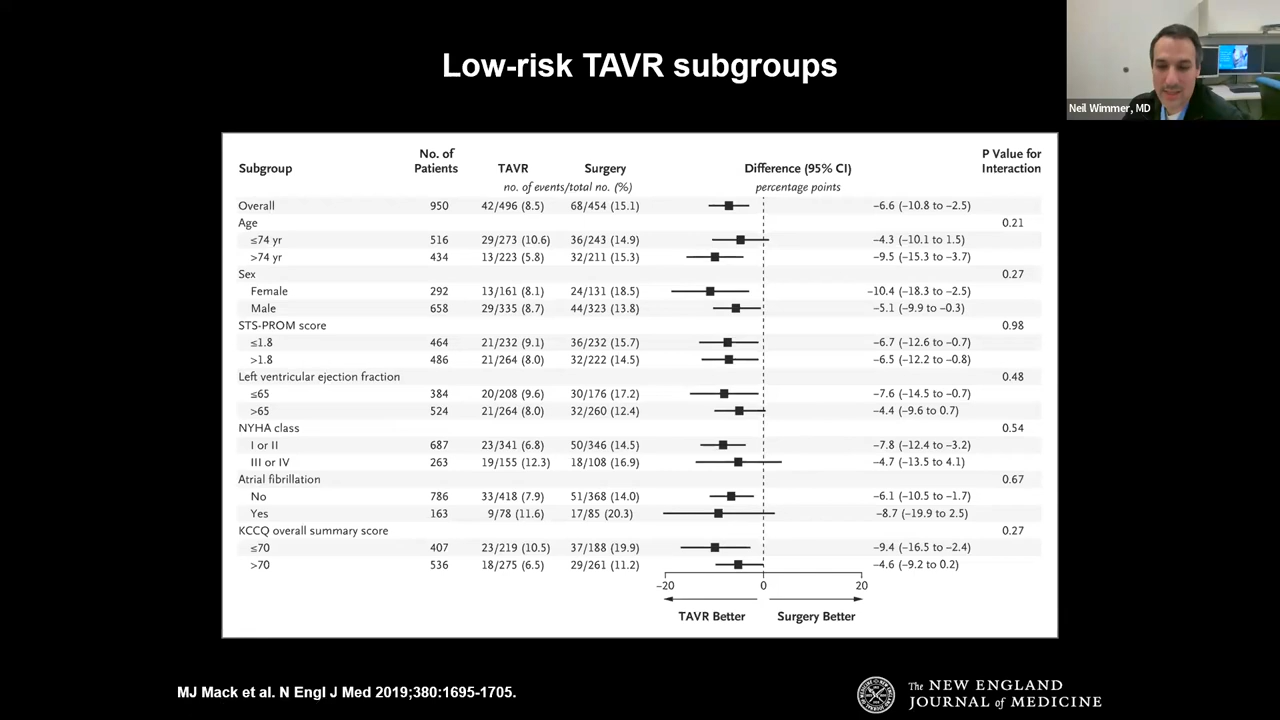 Low-risk TAVR subgroups
Neil Wimmer, MD
Subgroup No. of Patients TAVR Surgery Difference (95% CI) P Value for Interaction
no. of events/total no. (%) percentage points
Overall 950 42/496 (8.5) 68/454 (15.1) −6.6 (−10.8 to −2.5)
Age 0.21
≤74 yr 516 29/273 (10.6) 36/243 (14.9) −4.3 (−10.1 to 1.5)
>74 yr 434 13/223 (5.8) 32/211 (15.3) −9.5 (−15.3 to −3.7)
Sex 0.27
Female 292 13/161 (8.1) 24/131 (18.5) −10.4 (−18.3 to −2.5)
Male 658 29/335 (8.7) 44/323 (13.8) −5.1 (−9.9 to −0.3)
STS-PROM score 0.98
≤1.8 464 21/232 (9.1) 36/232 (15.7) −6.7 (−12.6 to −0.7)
>1.8 486 21/264 (8.0) 32/222 (14.5) −6.5 (−12.2 to −0.8)
Left ventricular ejection fraction 0.48
≤65 384 20/208 (9.6) 30/176 (17.2) −7.6 (−14.5 to −0.7)
>65 524 21/264 (8.0) 32/260 (12.4) −4.4 (−9.6 to 0.7)
NYHA class 0.54
I or II 687 23/341 (6.8) 50/346 (14.5) −7.8 (−12.4 to −3.2)
III or IV 263 19/155 (12.3) 18/108 (16.9) −4.7 (−13.5 to 4.1)
Atrial fibrillation 0.67
No 786 33/418 (7.9) 51/368 (14.0) −6.1 (−10.5 to −1.7)
Yes 163 9/78 (11.6) 17/85 (20.3) −8.7 (−19.9 to 2.5)
KCCQ overall summary score 0.27
≤70 407 23/219 (10.5) 37/188 (19.9) −9.4 (−16.5 to −2.4)
>70 536 18/275 (6.5) 29/261 (11.2) −4.6 (−9.2 to 0.2)
−20 0 20
TAVR Better Surgery Better
MJ Mack et al. N Engl J Med 2019;380:1695-1705.
The NEW ENGLAND
JOURNAL of MEDICINE